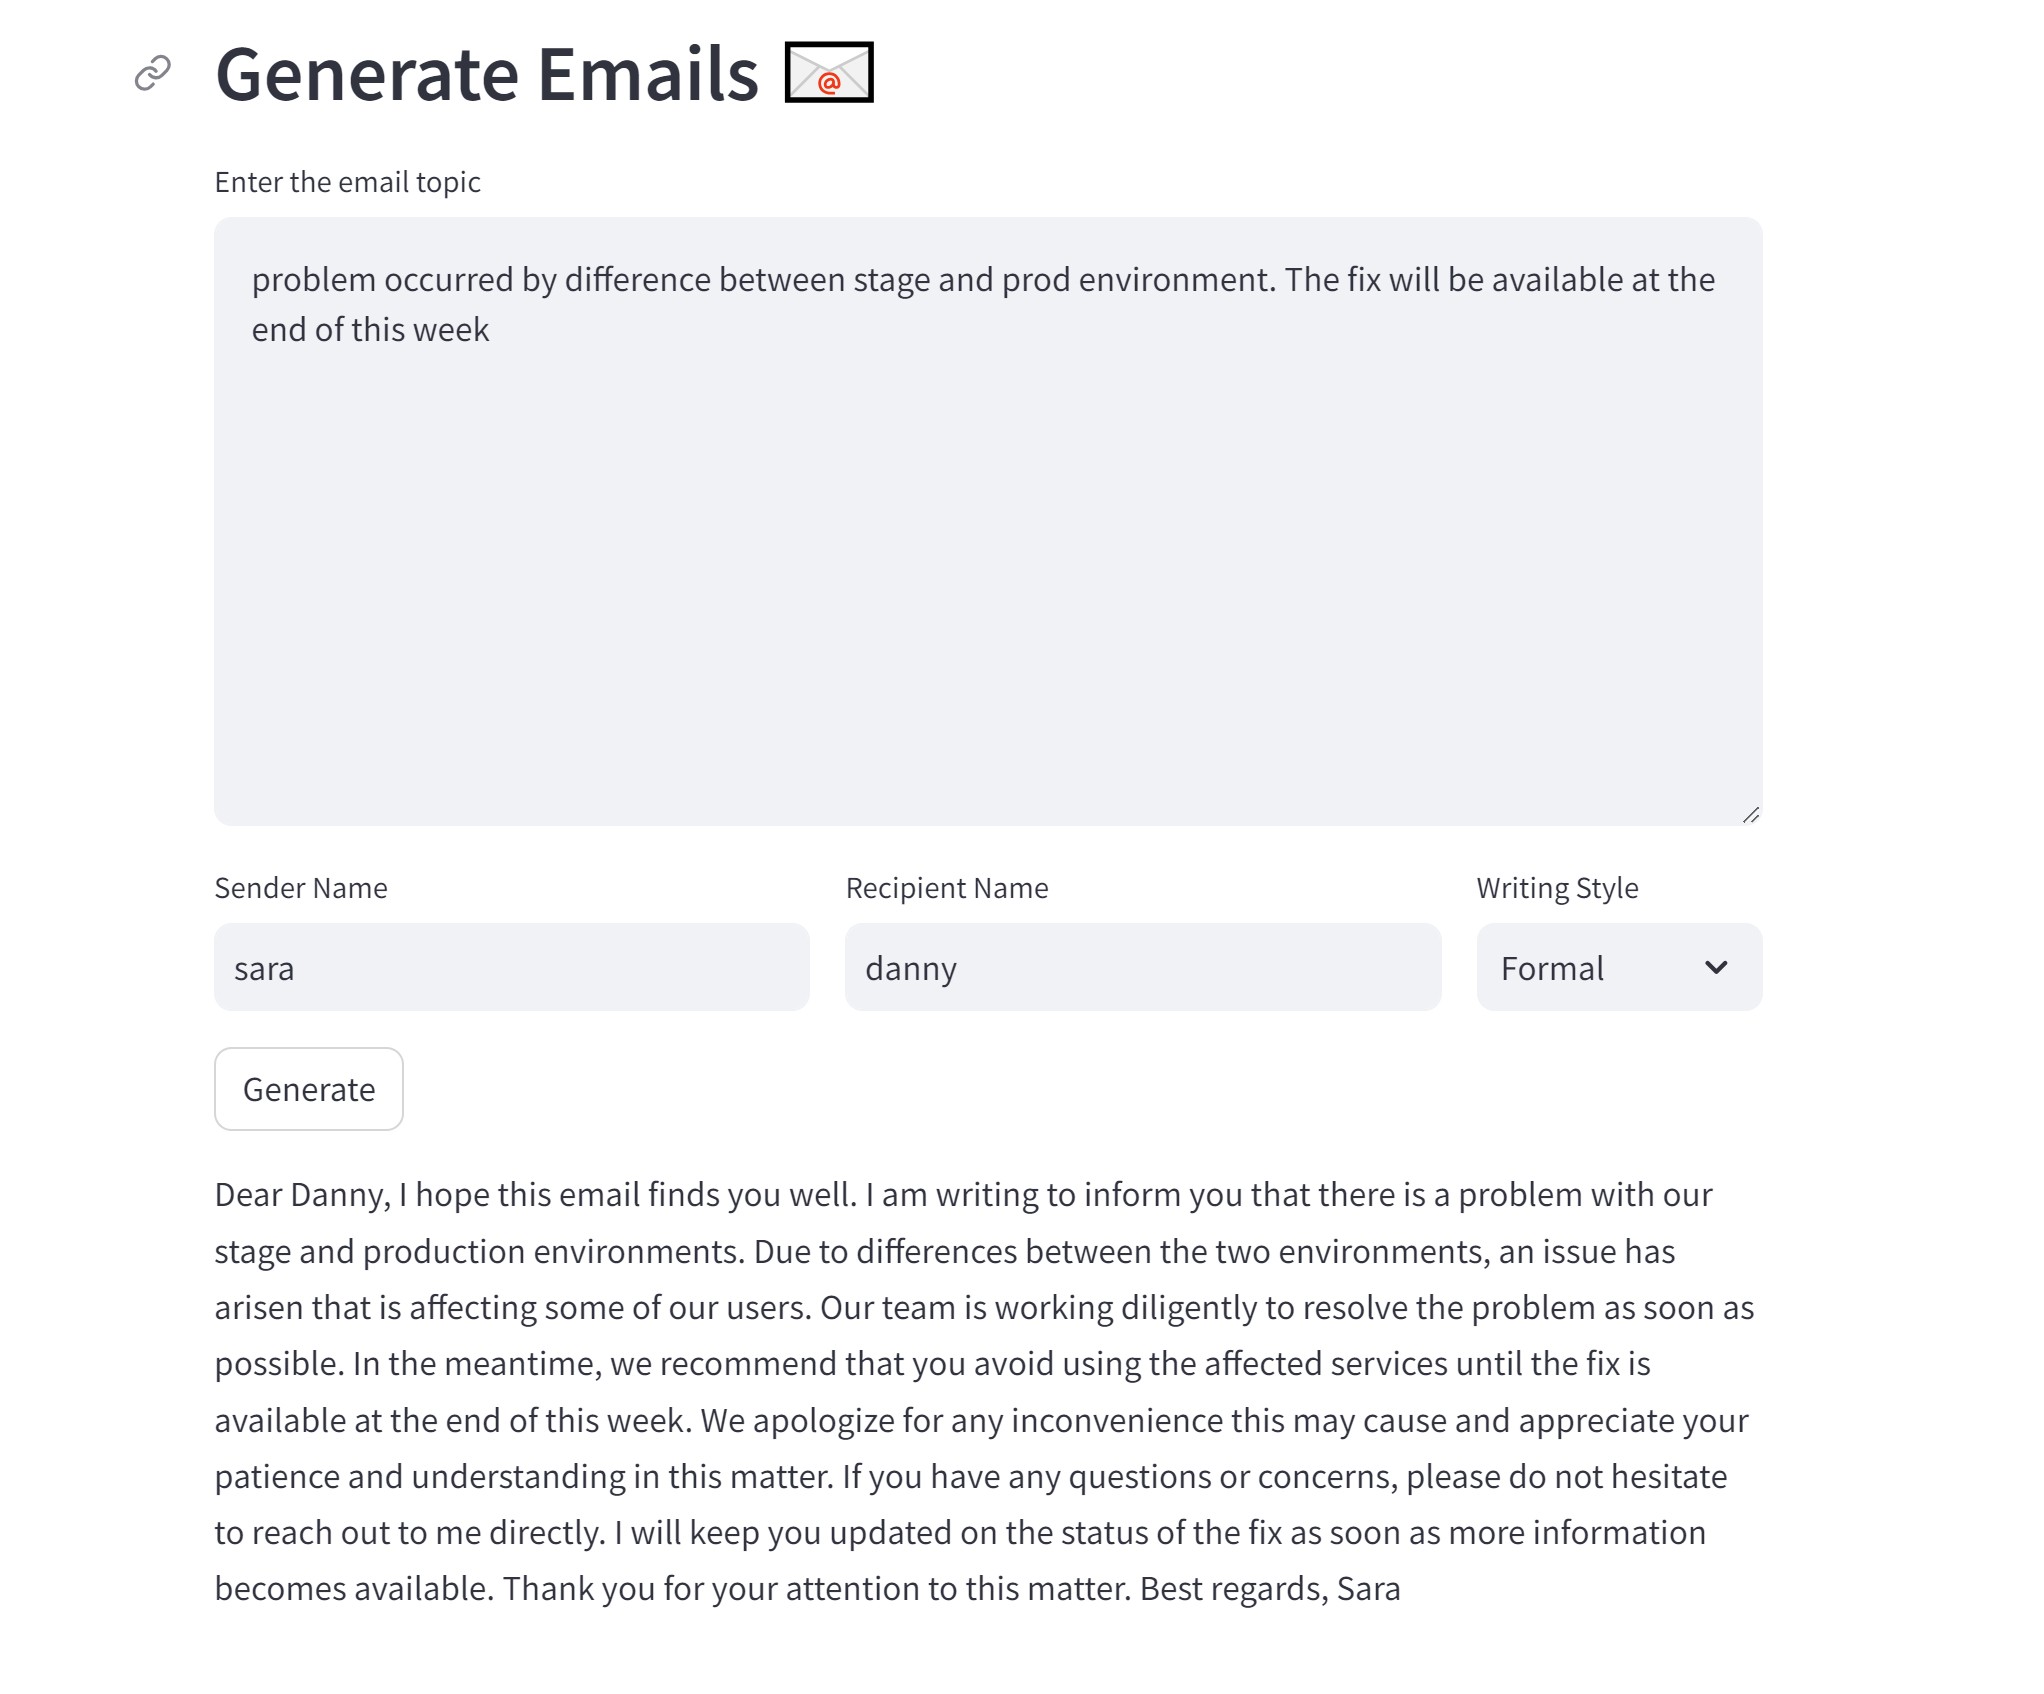 Generate Emails
@
Enter the email topic
problem occurred by difference between stage and prod environment. The fix will be available at the
end of this week
Sender Name
Recipient Name
Writing Style
sara
danny
Formal
Generate
Dear Danny, I hope this email finds you well. I am writing to inform you that there is a problem with our
stage and production environments. Due to differences between the two environments, an issue has
arisen that is affecting some of our users. Our team is working diligently to resolve the problem as soon as
possible. In the meantime, we recommend that you avoid using the affected services until the fix is
available at the end of this week. We apologize for any inconvenience this may cause and appreciate your
patience and understanding in this matter. If you have any questions or concerns, please do not hesitate
to reach out to me directly. I will keep you updated on the status of the fix as soon as more information
becomes available. Thank you for your attention to this matter. Best regards, Sara